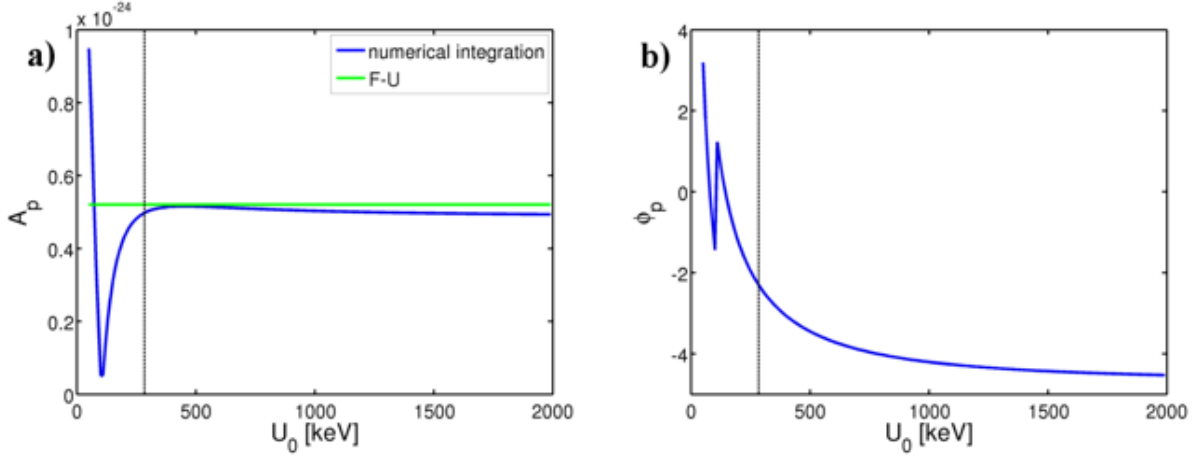 x 10^-24
a)
1
0.8
0.6
0.4
0.2
0
A_p
0 500 1000 1500 2000
U_0 [keV]
numerical integration
F-U
b)
4
2
0
-2
-4
ϕ_p
0 500 1000 1500 2000
U_0 [keV]